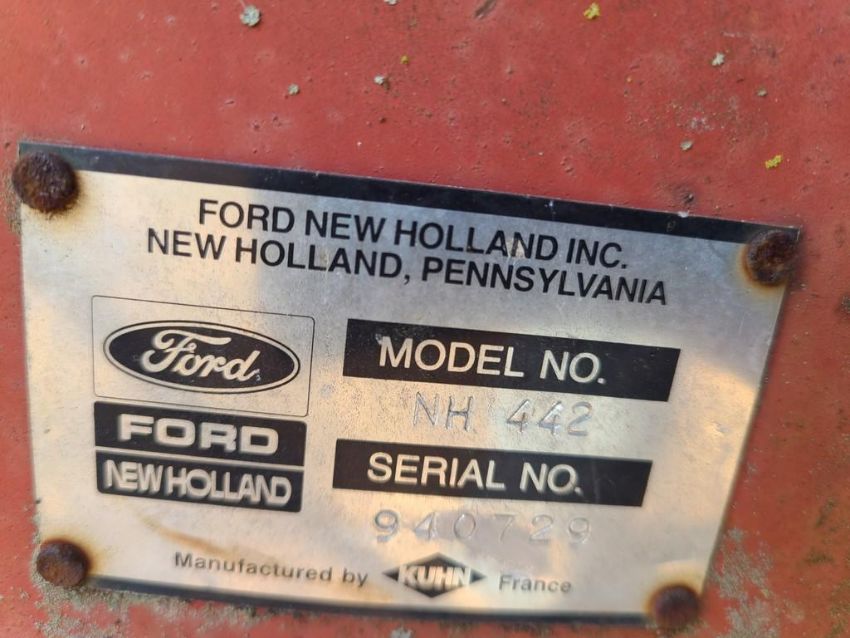 FORD NEW HOLLAND INC.
NEW HOLLAND, PENNSYLVANIA
Ford
FORD
NEW HOLLAND
MODEL NO.
NH 442
SERIAL NO.
940729
Manufactured by KUHN France